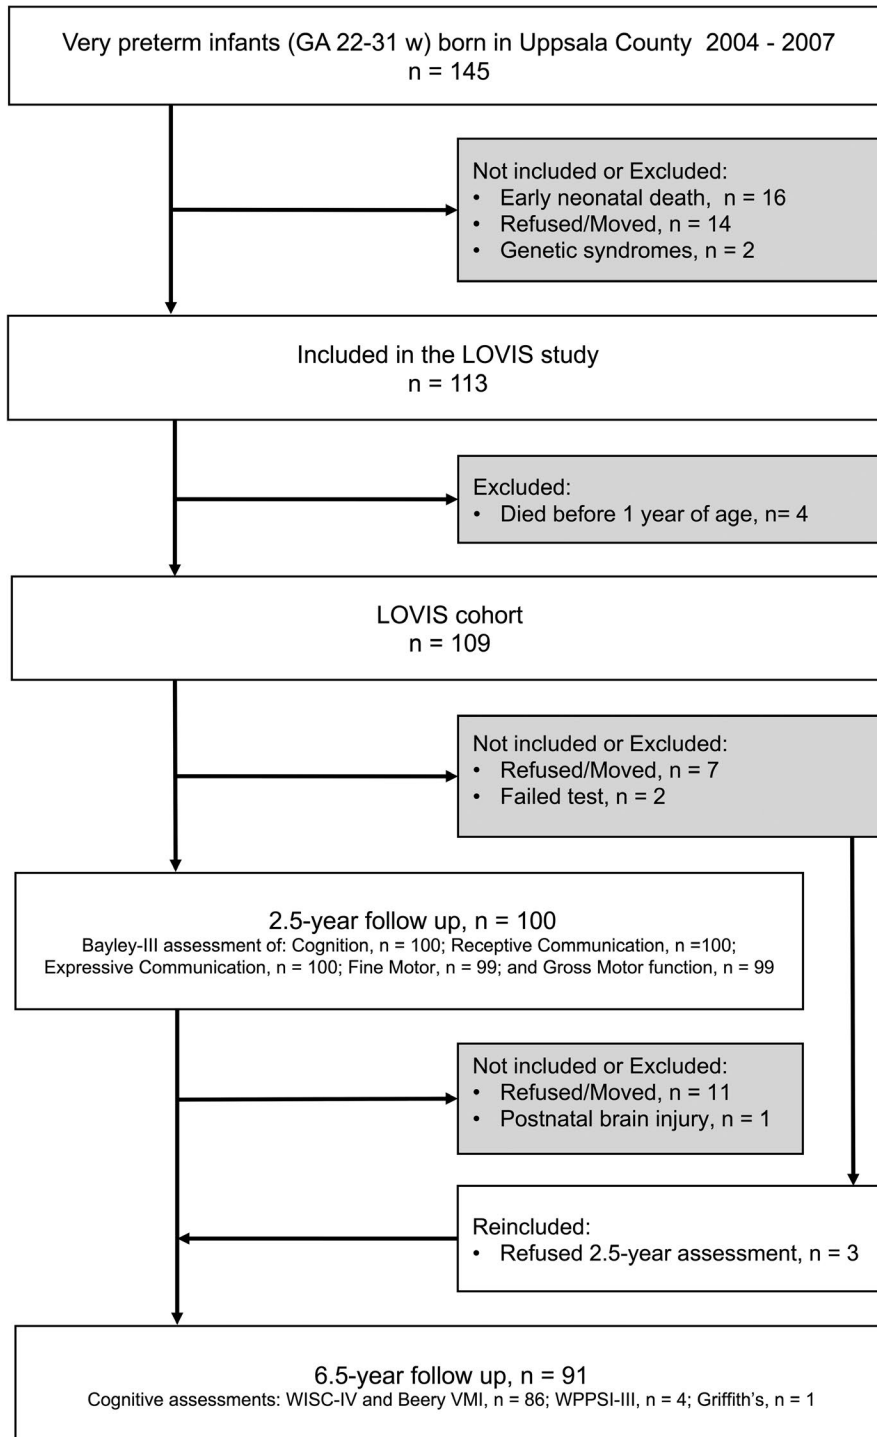 Very preterm infants (GA 22-31 w) born in Uppsala County  2004 - 2007
n = 145
Not included or Excluded:
• Early neonatal death,  n = 16
• Refused/Moved, n = 14
• Genetic syndromes, n = 2
Included in the LOVIS study
n = 113
Excluded:
• Died before 1 year of age, n= 4
LOVIS cohort
n = 109
Not included or Excluded:
• Refused/Moved, n = 7
• Failed test, n = 2
2.5-year follow up, n = 100
Bayley-III assessment of: Cognition, n = 100; Receptive Communication, n =100;
Expressive Communication, n = 100; Fine Motor, n = 99; and Gross Motor function, n = 99
Not included or Excluded:
• Refused/Moved, n = 11
• Postnatal brain injury, n = 1
Reincluded:
• Refused 2.5-year assessment, n = 3
6.5-year follow up, n = 91
Cognitive assessments: WISC-IV and Beery VMI, n = 86; WPPSI-III, n = 4; Griffith's, n = 1